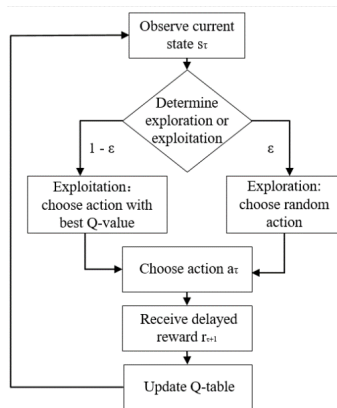 Observe current
state sτ
Determine
exploration or
exploitation
1 - ε
ε
Exploitation：
choose action with
best Q-value
Exploration:
choose random
action
Choose action aτ
Receive delayed
reward rτ+1
Update Q-table